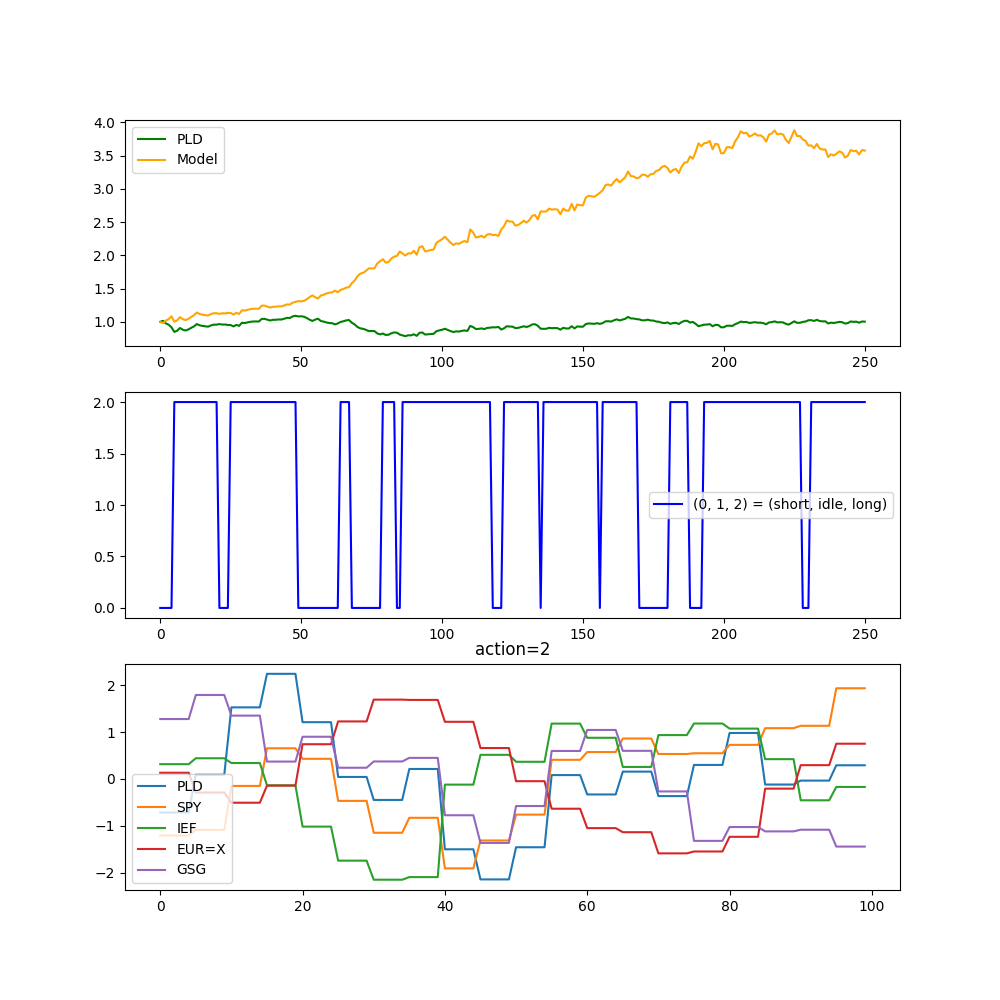 4.0
3.5
3.0
2.5
2.0
1.5
1.0
PLD
Model
0 50 100 150 200 250
2.0
1.5
1.0
0.5
0.0
(0, 1, 2) = (short, idle, long)
0 50 100 150 200 250
action=2
2
1
0
−1
−2
PLD
SPY
IEF
EUR=X
GSG
0 20 40 60 80 100